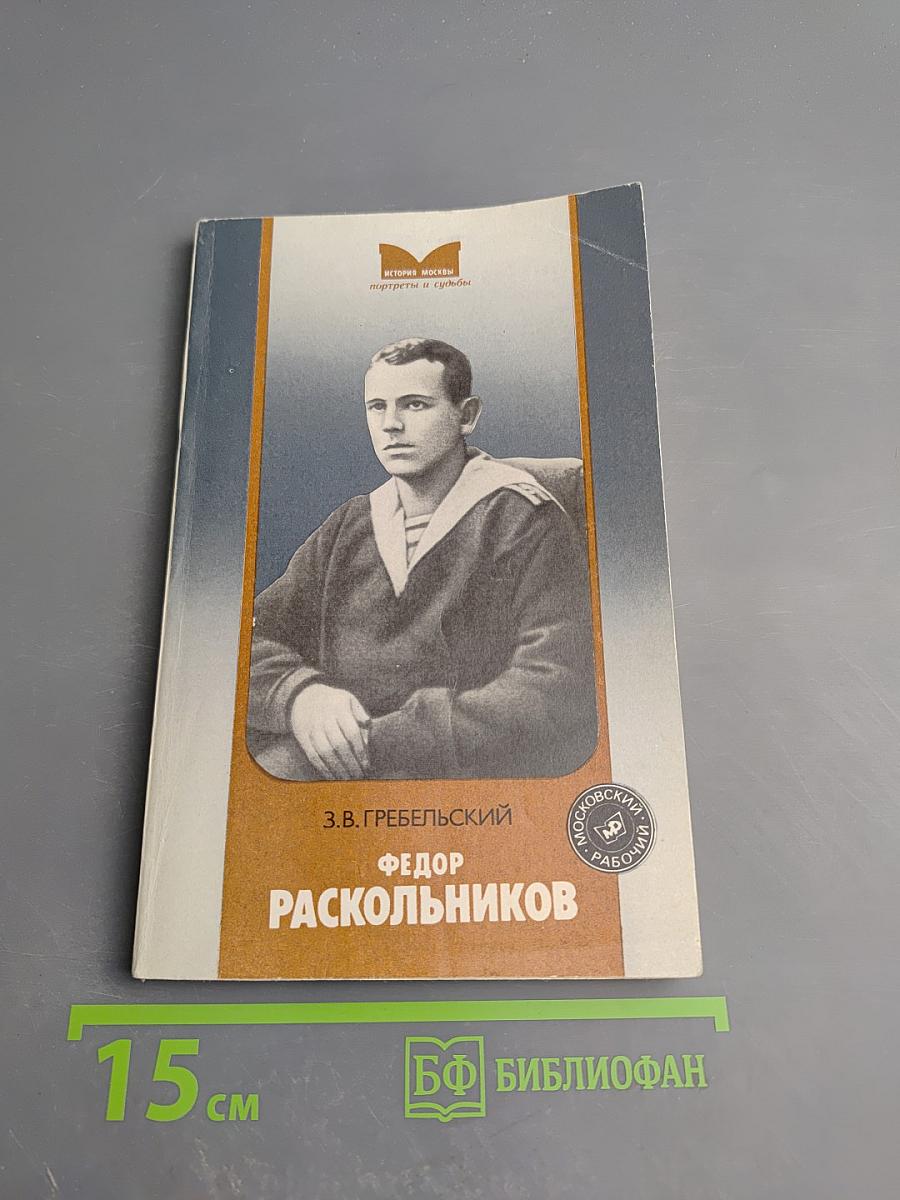 ИСТОРИЯ МОСКВЫ
портреты и судьбы
З.В. ГРЕБЕЛЬСКИЙ
ФЕДОР
РАСКОЛЬНИКОВ
МОСКОВСКИЙ
РАБОЧИЙ
МР
15 см
БФ БИБЛИОФАН